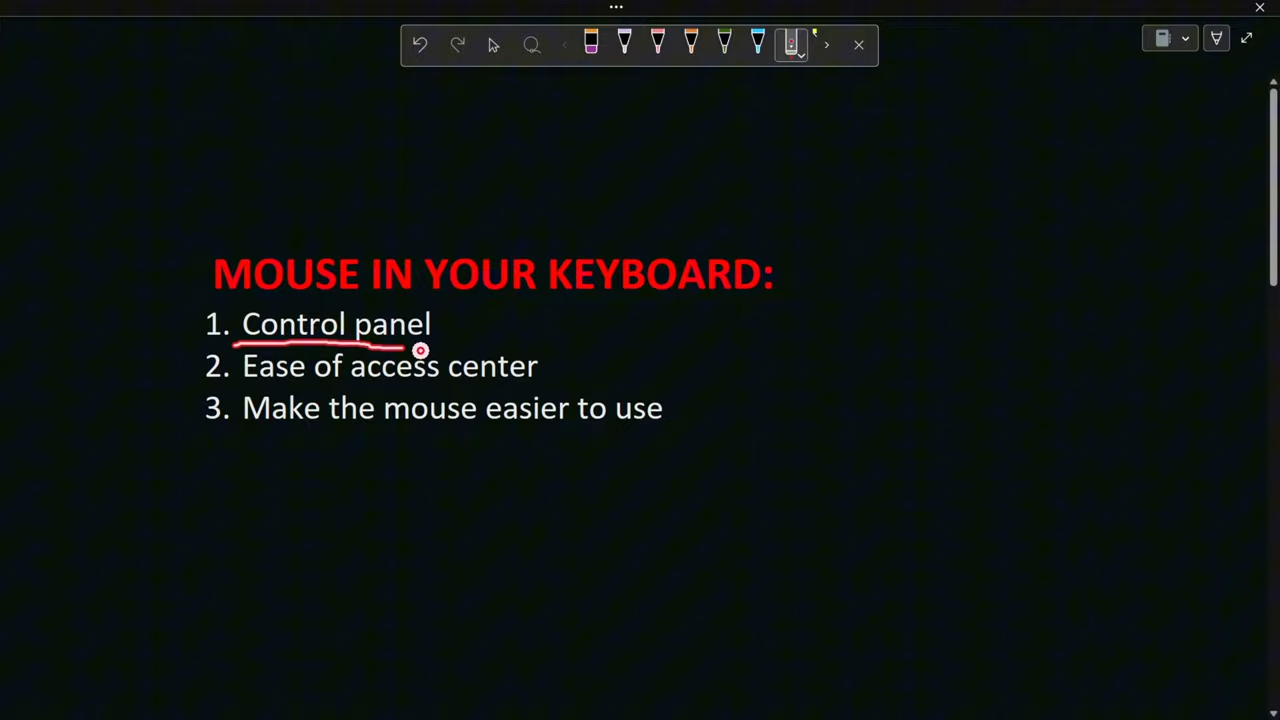 MOUSE IN YOUR KEYBOARD:
1. Control panel
2. Ease of access center
3. Make the mouse easier to use